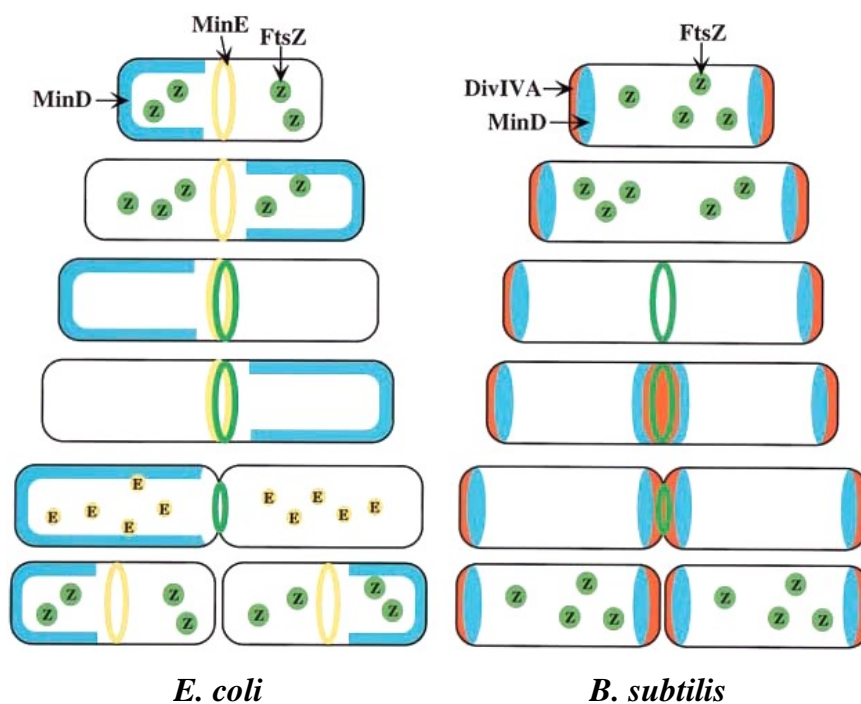 MinE
FtsZ
MinD
Z Z Z Z
Z Z Z Z Z
E E E E E E E E E E
Z Z Z Z Z Z Z Z
E. coli
FtsZ
DivIVA
MinD
Z Z Z Z
Z Z Z Z Z
Z Z Z Z Z Z Z Z
B. subtilis